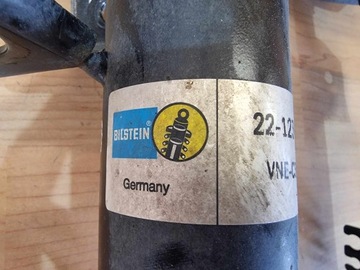 BILSTEIN
Germany
22-12
VNE-C